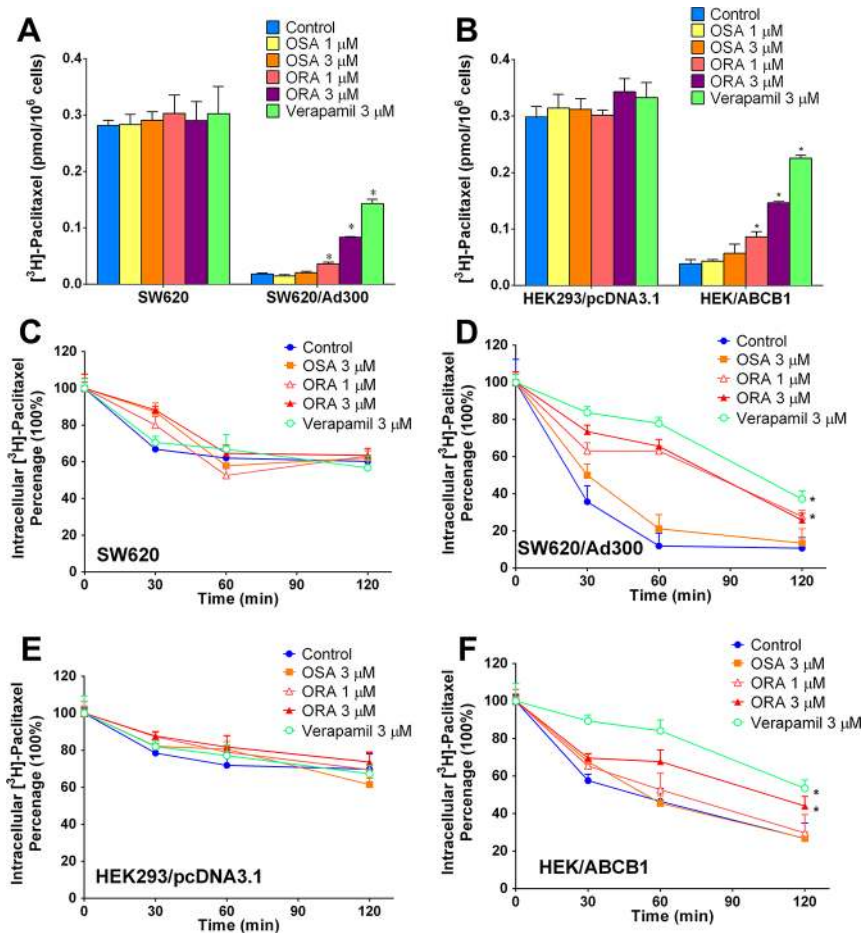 A
Control
OSA 1 μM
OSA 3 μM
ORA 1 μM
ORA 3 μM
Verapamil 3 μM
[³H]-Paclitaxel (pmol/10⁶ cells)
0.4
0.3
0.2
0.1
0.0
* * *
SW620 SW620/Ad300
B
Control
OSA 1 μM
OSA 3 μM
ORA 1 μM
ORA 3 μM
Verapamil 3 μM
[³H]-Paclitaxel (pmol/10⁶ cells)
0.4
0.3
0.2
0.1
0.0
* * *
HEK293/pcDNA3.1 HEK/ABCB1
C
Control
OSA 3 μM
ORA 1 μM
ORA 3 μM
Verapamil 3 μM
Intracellular [³H]-Paclitaxel
Percenage (100%)
120
100
80
60
40
20
0
SW620
0 30 60 90 120
Time (min)
D
Control
OSA 3 μM
ORA 1 μM
ORA 3 μM
Verapamil 3 μM
Intracellular [³H]-Paclitaxel
Percenage (100%)
120
100
80
60
40
20
0
*
*
SW620/Ad300
0 30 60 90 120
Time (min)
E
Control
OSA 3 μM
ORA 1 μM
ORA 3 μM
Verapamil 3 μM
Intracellular [³H]-Paclitaxel
Percenage (100%)
120
100
80
60
40
20
0
HEK293/pcDNA3.1
0 30 60 90 120
Time (min)
F
Control
OSA 3 μM
ORA 1 μM
ORA 3 μM
Verapamil 3 μM
Intracellular [³H]-Paclitaxel
Percenage (100%)
120
100
80
60
40
20
0
*
*
HEK/ABCB1
0 30 60 90 120
Time (min)